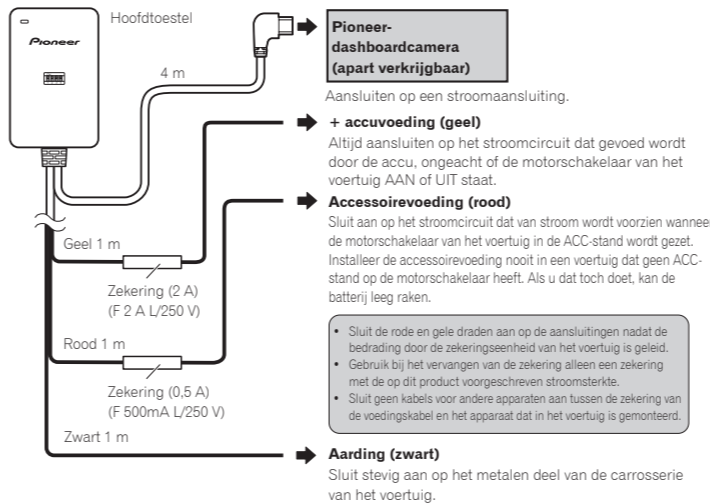 Hoofdtoestel
Pioneer
4 m
Pioneer-
dashboardcamera
(apart verkrijgbaar)
Aansluiten op een stroomaansluiting.
+ accuvoeding (geel)
Altijd aansluiten op het stroomcircuit dat gevoed wordt
door de accu, ongeacht of de motorschakelaar van het
voertuig AAN of UIT staat.
Accessoirevoeding (rood)
Sluit aan op het stroomcircuit dat van stroom wordt voorzien wannee
de motorschakelaar van het voertuig in de ACC-stand wordt gezet.
Installeer de accessoirevoeding nooit in een voertuig dat geen ACC-
stand op de motorschakelaar heeft. Als u dat toch doet, kan de
batterij leeg raken.
Geel 1 m
Zekering (2 A)
(F 2 A L/250 V)
Rood 1 m
Zekering (0,5 A)
(F 500mA L/250 V)
• Sluit de rode en gele draden aan op de aansluitingen nadat de
bedrading door de zekeringseenheid van het voertuig is geleid.
• Gebruik bij het vervangen van de zekering alleen een zekering
met de op dit product voorgeschreven stroomsterkte.
• Sluit geen kabels voor andere apparaten aan tussen de zekering van
de voedingskabel en het apparaat dat in het voertuig is gemonteerd.
Zwart 1 m
Aarding (zwart)
Sluit stevig aan op het metalen deel van de carrosserie
van het voertuig.